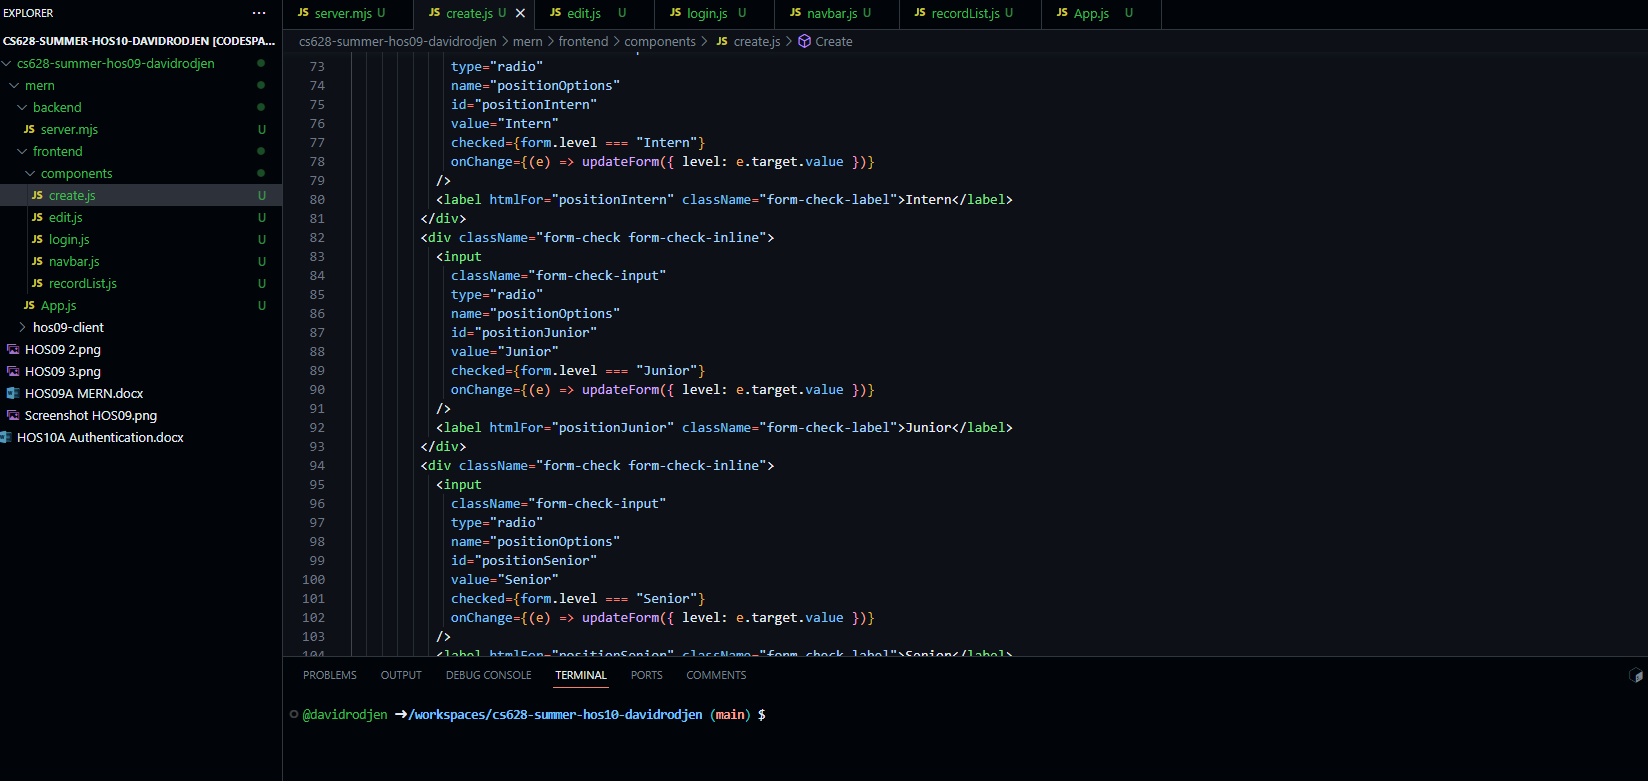 EXPLORER ···
CS628-SUMMER-HOS10-DAVIDRODJEN [CODESPA...
cs628-summer-hos09-davidrodjen
mern
backend
JS server.mjs U
frontend
components
JS create.js U
JS edit.js U
JS login.js U
JS navbar.js U
JS recordList.js U
JS App.js U
hos09-client
HOS09 2.png
HOS09 3.png
HOS09A MERN.docx
Screenshot HOS09.png
HOS10A Authentication.docx
JS server.mjs U JS create.js U × JS edit.js U JS login.js U JS navbar.js U JS recordList.js U JS App.js U
cs628-summer-hos09-davidrodjen > mern > frontend > components > JS create.js > Create
73 type="radio"
74 name="positionOptions"
75 id="positionIntern"
76 value="Intern"
77 checked={form.level === "Intern"}
78 onChange={(e) => updateForm({ level: e.target.value })}
79 />
80 <label htmlFor="positionIntern" className="form-check-label">Intern</label>
81 </div>
82 <div className="form-check form-check-inline">
83 <input
84 className="form-check-input"
85 type="radio"
86 name="positionOptions"
87 id="positionJunior"
88 value="Junior"
89 checked={form.level === "Junior"}
90 onChange={(e) => updateForm({ level: e.target.value })}
91 />
92 <label htmlFor="positionJunior" className="form-check-label">Junior</label>
93 </div>
94 <div className="form-check form-check-inline">
95 <input
96 className="form-check-input"
97 type="radio"
98 name="positionOptions"
99 id="positionSenior"
100 value="Senior"
101 checked={form.level === "Senior"}
102 onChange={(e) => updateForm({ level: e.target.value })}
103 />
104 <label htmlFor="positionSenior" className="form-check-label">Senior</label>
PROBLEMS OUTPUT DEBUG CONSOLE TERMINAL PORTS COMMENTS
@davidrodjen ➜/workspaces/cs628-summer-hos10-davidrodjen (main) $